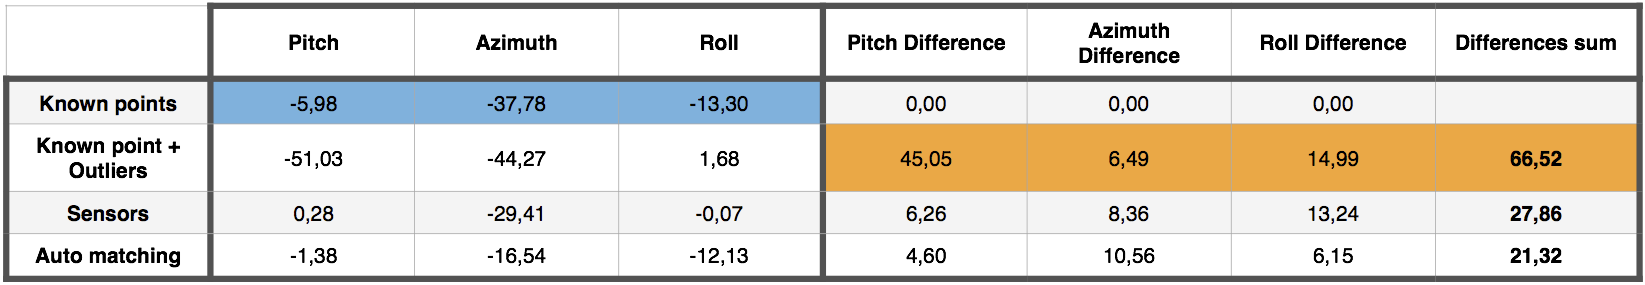 Pitch Azimuth Roll Pitch Difference Azimuth Difference Roll Difference Differences sum
Known points -5,98 -37,78 -13,30 0,00 0,00 0,00
Known point + Outliers -51,03 -44,27 1,68 45,05 6,49 14,99 66,52
Sensors 0,28 -29,41 -0,07 6,26 8,36 13,24 27,86
Auto matching -1,38 -16,54 -12,13 4,60 10,56 6,15 21,32